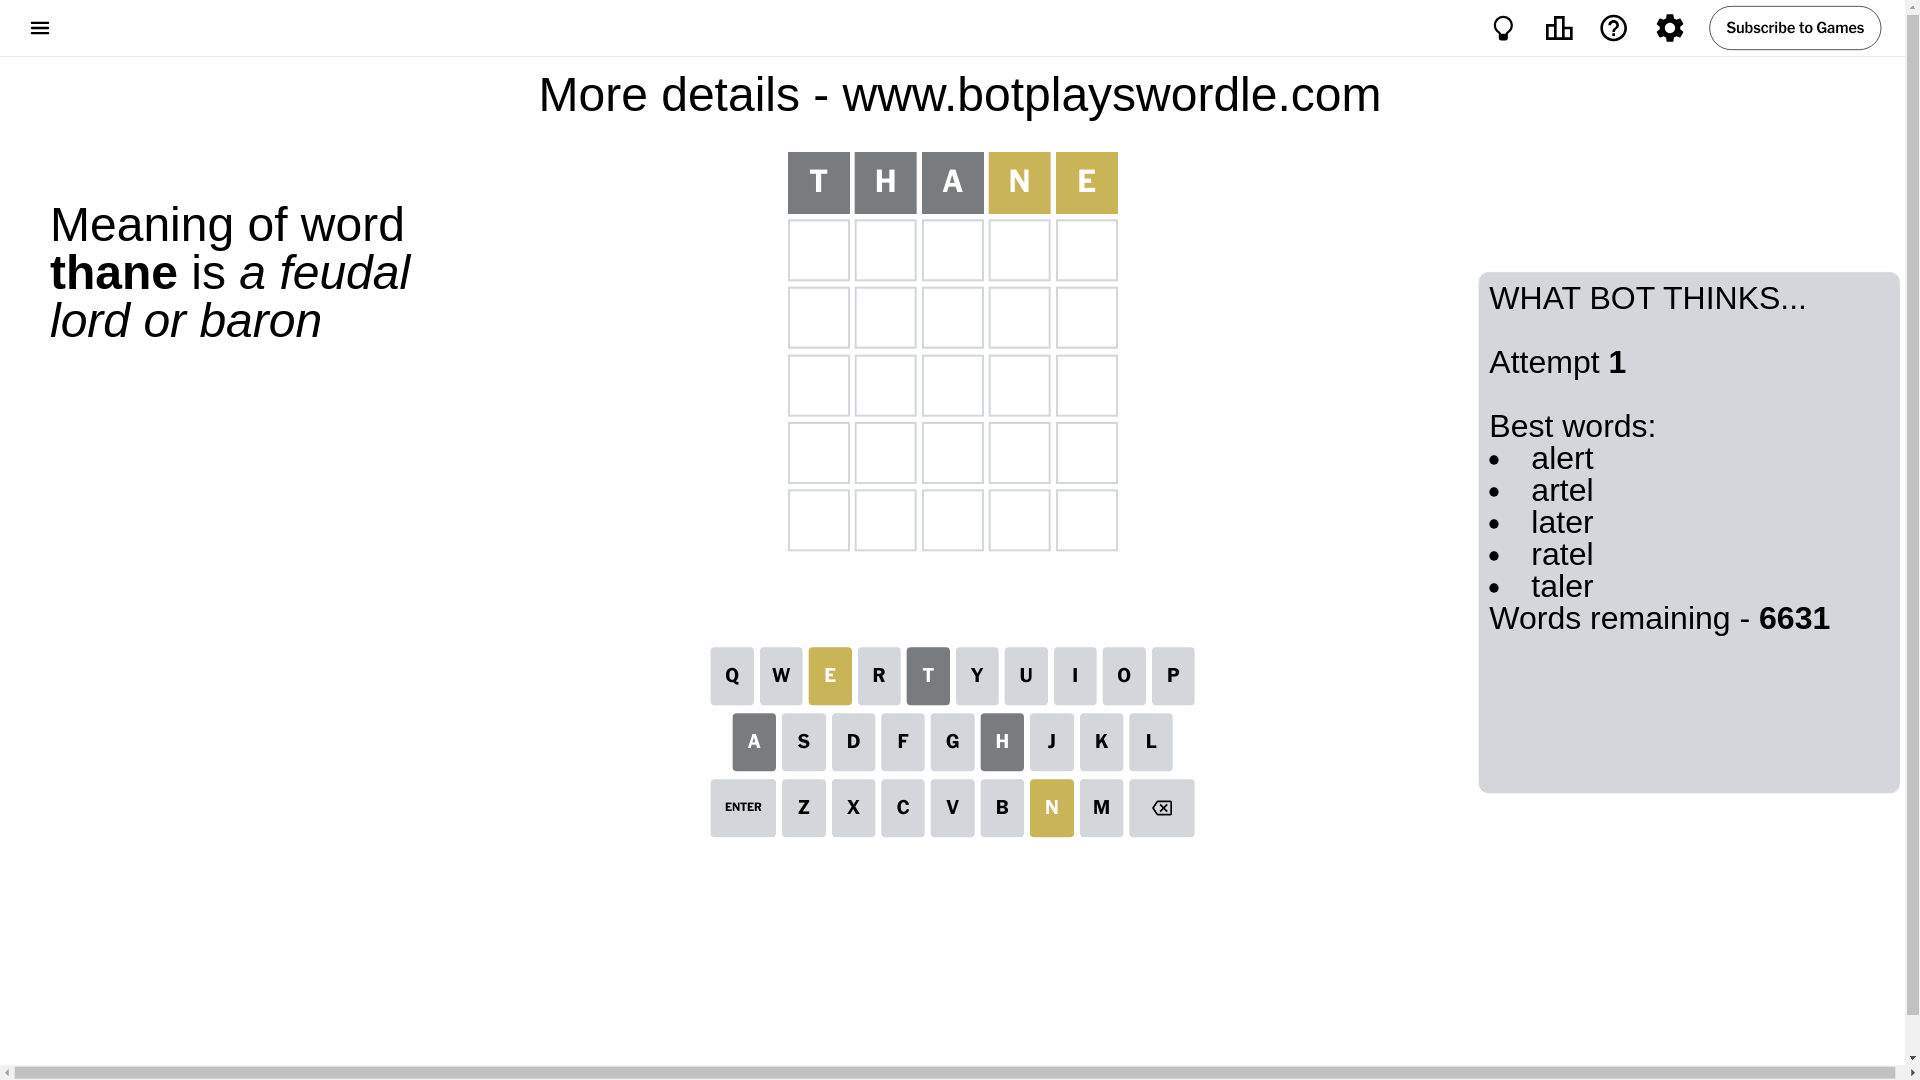 Subscribe to Games
More details - www.botplayswordle.com
THANE
Meaning of word
thane is a feudal
lord or baron
WHAT BOT THINKS...
Attempt 1
Best words:
• alert
• artel
• later
• ratel
• taler
Words remaining - 6631
Q W E R T Y U I O P
A S D F G H J K L
ENTER Z X C V B N M